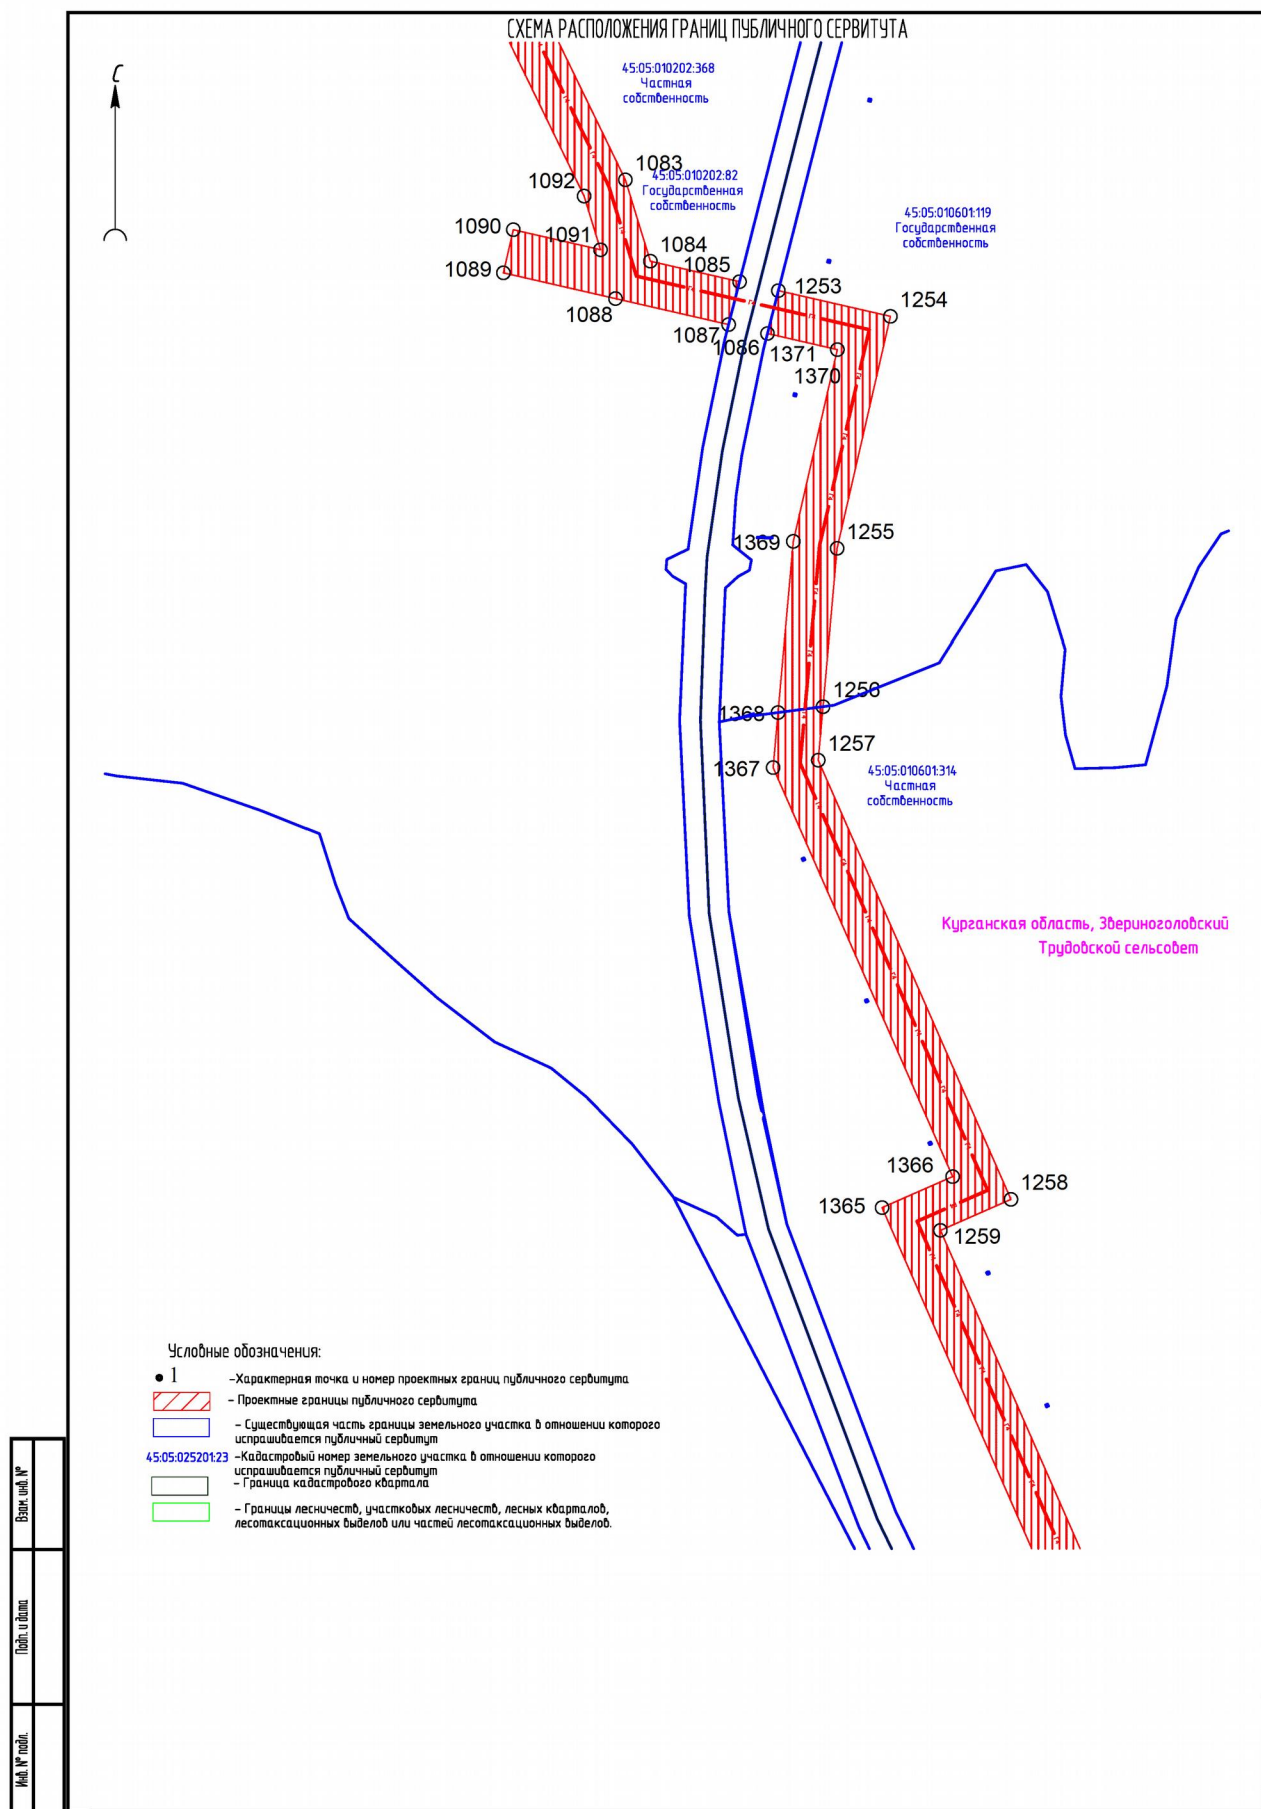 СХЕМА РАСПОЛОЖЕНИЯ ГРАНИЦ ПУБЛИЧНОГО СЕРВИТУТА
С
45:05:010202:368
Частная
собственность
1083
1092
45:05:010202:82
Государственная
собственность
45:05:010601:119
Государственная
собственность
1090
1091
1084
1089
1085
1253
1254
1088
1087
1086
1371
1370
1369
1255
1256
1368
1257
1367
45:05:010601:314
Частная
собственность
Курганская область, Звериноголовский
Трудовской сельсовет
1366
1258
1365
1259
Условные обозначения:
1 -Характерная точка и номер проектных границ публичного сервитута
- Проектные границы публичного сервитута
- Существующая часть границы земельного участка в отношении которого
испрашивается публичный сервитут
45:05:025201:23 -Кадастровый номер земельного участка в отношении которого
испрашивается публичный сервитут
- Граница кадастрового квартала
- Границы лесничеств, участковых лесничеств, лесных кварталов,
лесотаксационных выделов или частей лесотаксационных выделов.
Взам. инв. №
Подп. и дата
Инв. № подл.